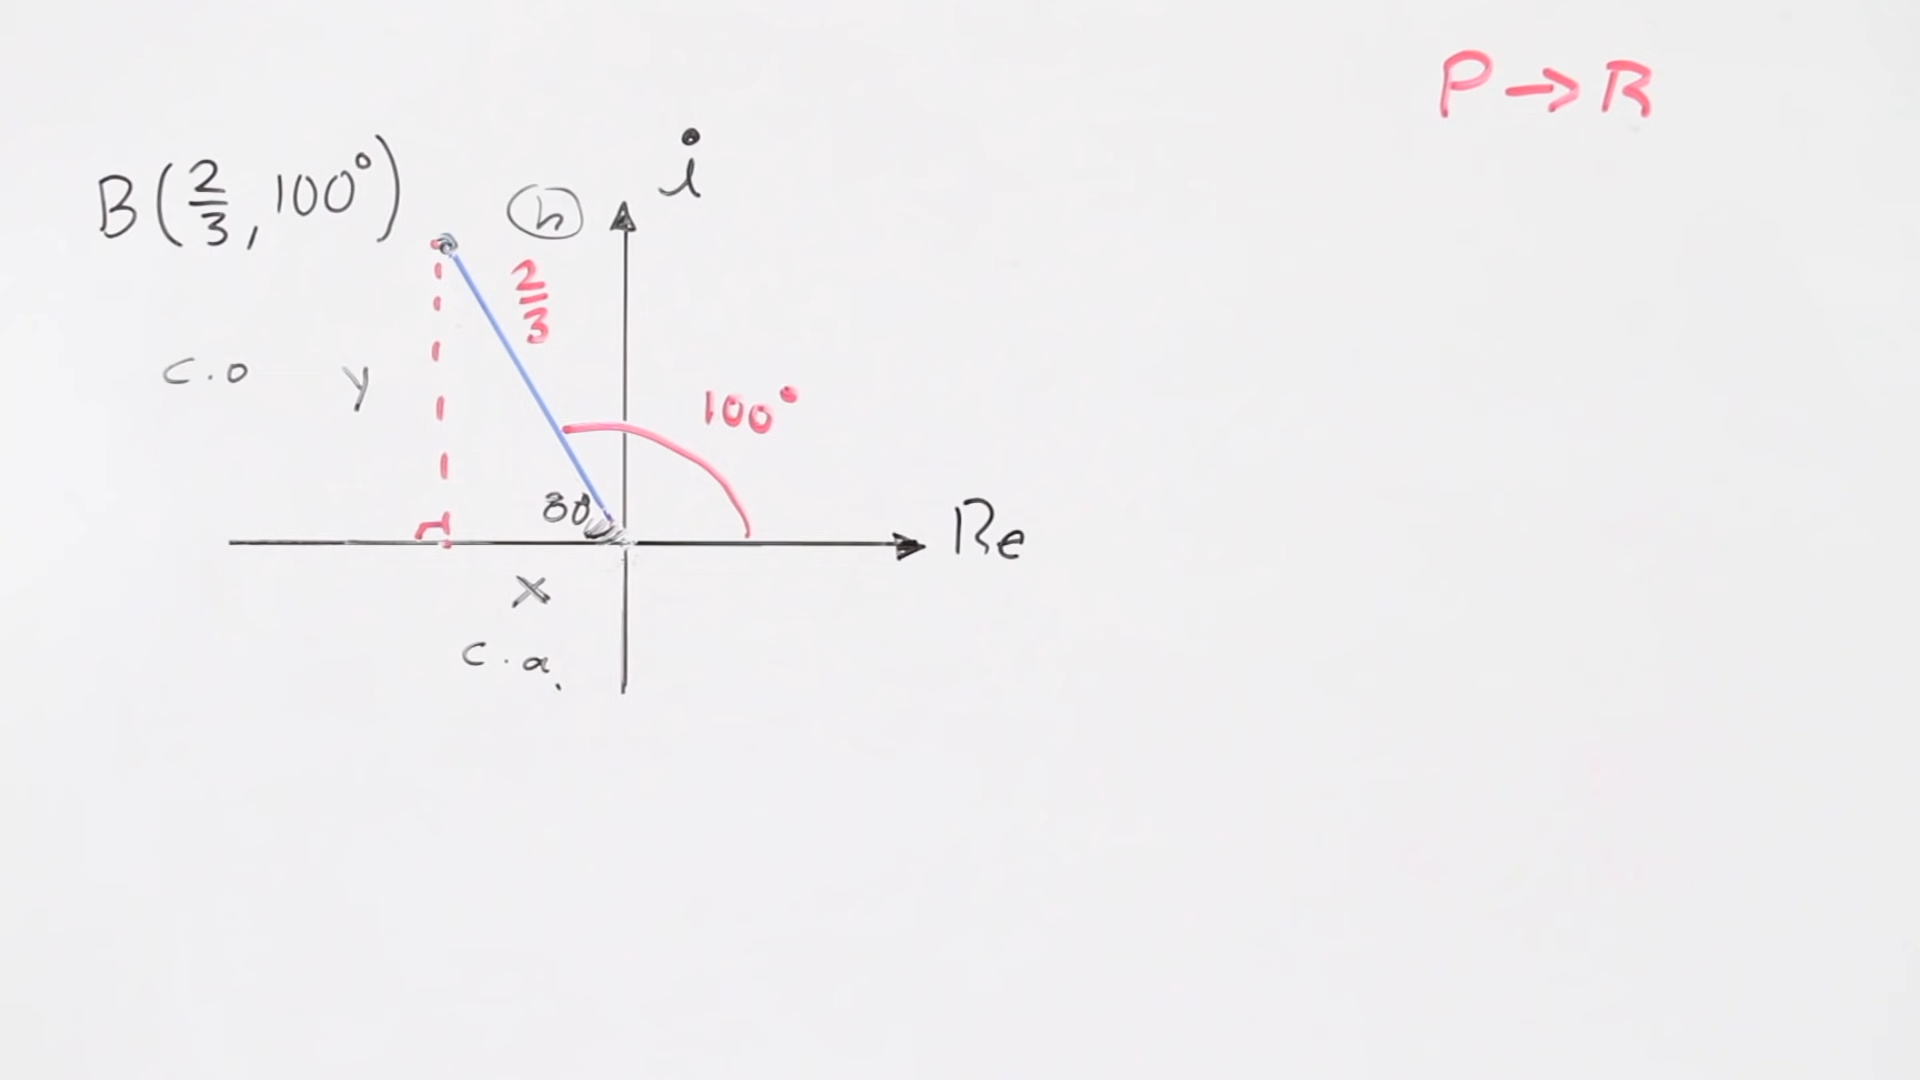 P → R
i
B(2/3, 100°)
h
2/3
C.O
y
100°
80
Re
x
C.a.